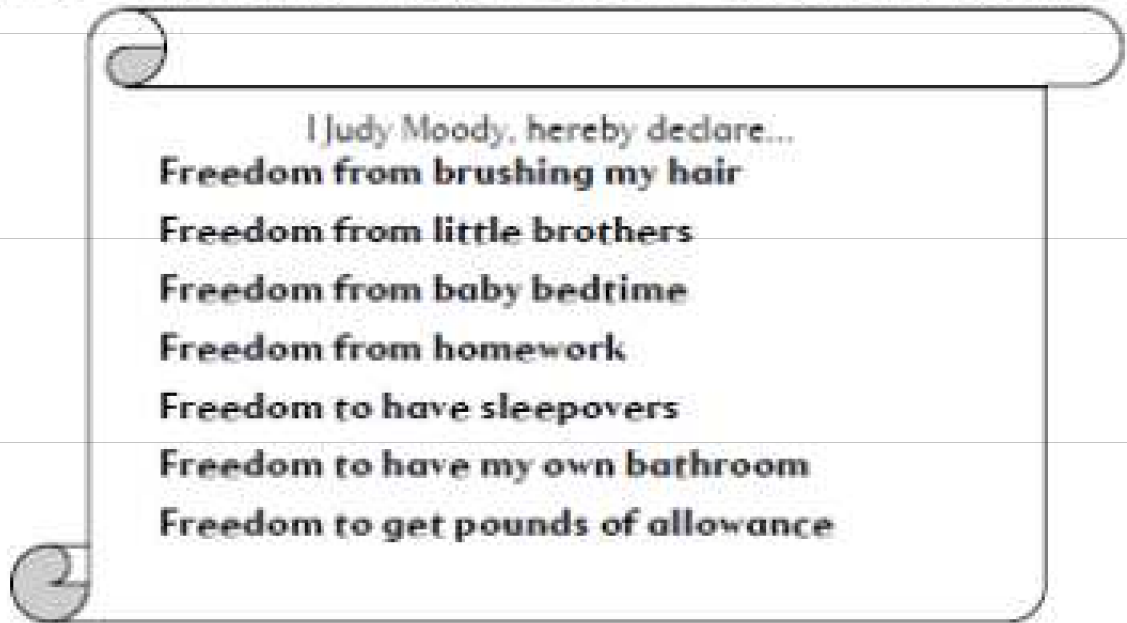 I Judy Moody, hereby declare...
Freedom from brushing my hair
Freedom from little brothers
Freedom from baby bedtime
Freedom from homework
Freedom to have sleepovers
Freedom to have my own bathroom
Freedom to get pounds of allowance